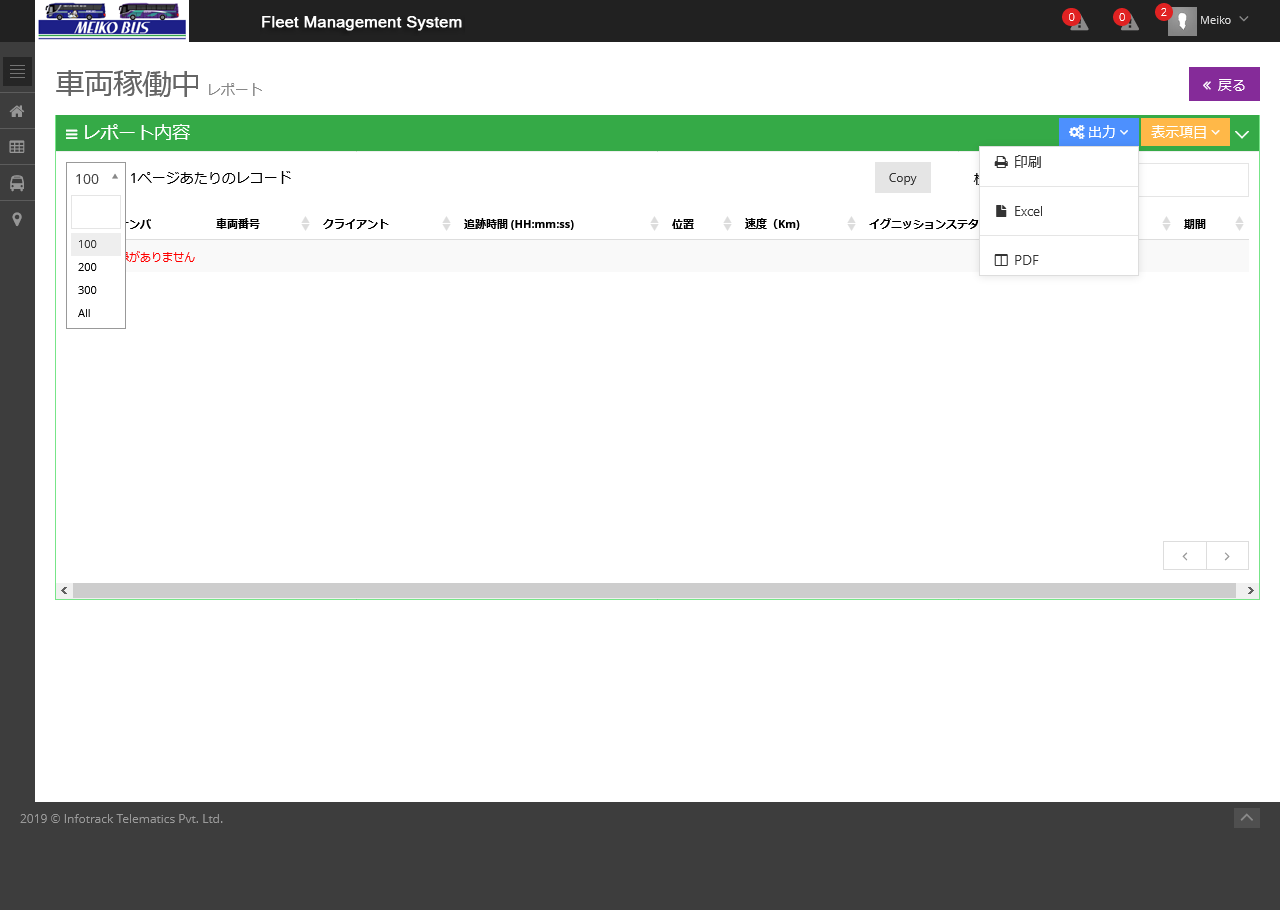 MEIKO BUS
Fleet Management System
0
0
2
Meiko
車両稼働中 レポート
戻る
レポート内容
出力
表示項目
100
1ページあたりのレコード
Copy
印刷
Excel
PDF
ンバ
車両番号
クライアント
追跡時間 (HH:mm:ss)
位置
速度（Km)
イグニッションステタ
期間
がありません
100
200
300
All
2019 © Infotrack Telematics Pvt. Ltd.